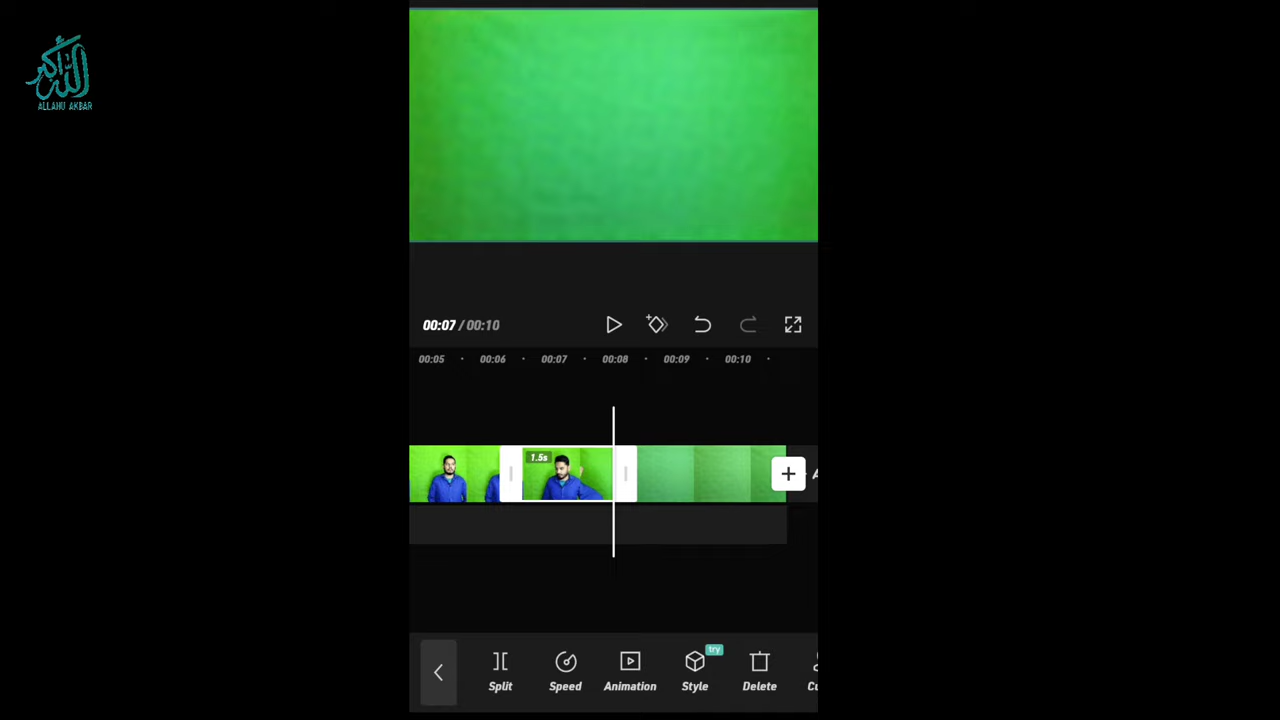 الله أكبر
ALLAHU AKBAR
00:07 / 00:10
00:05 00:06 00:07 00:08 00:09 00:10
1.5s
try
Split Speed Animation Style Delete